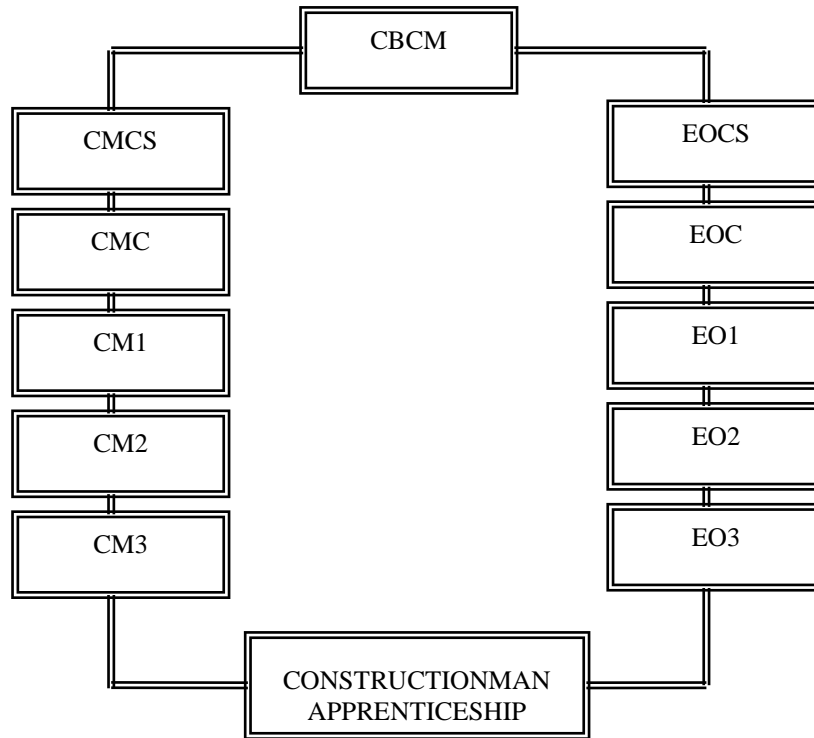 CBCM
CMCS
EOCS
CMC
EOC
CM1
EO1
CM2
EO2
CM3
EO3
CONSTRUCTIONMAN
APPRENTICESHIP